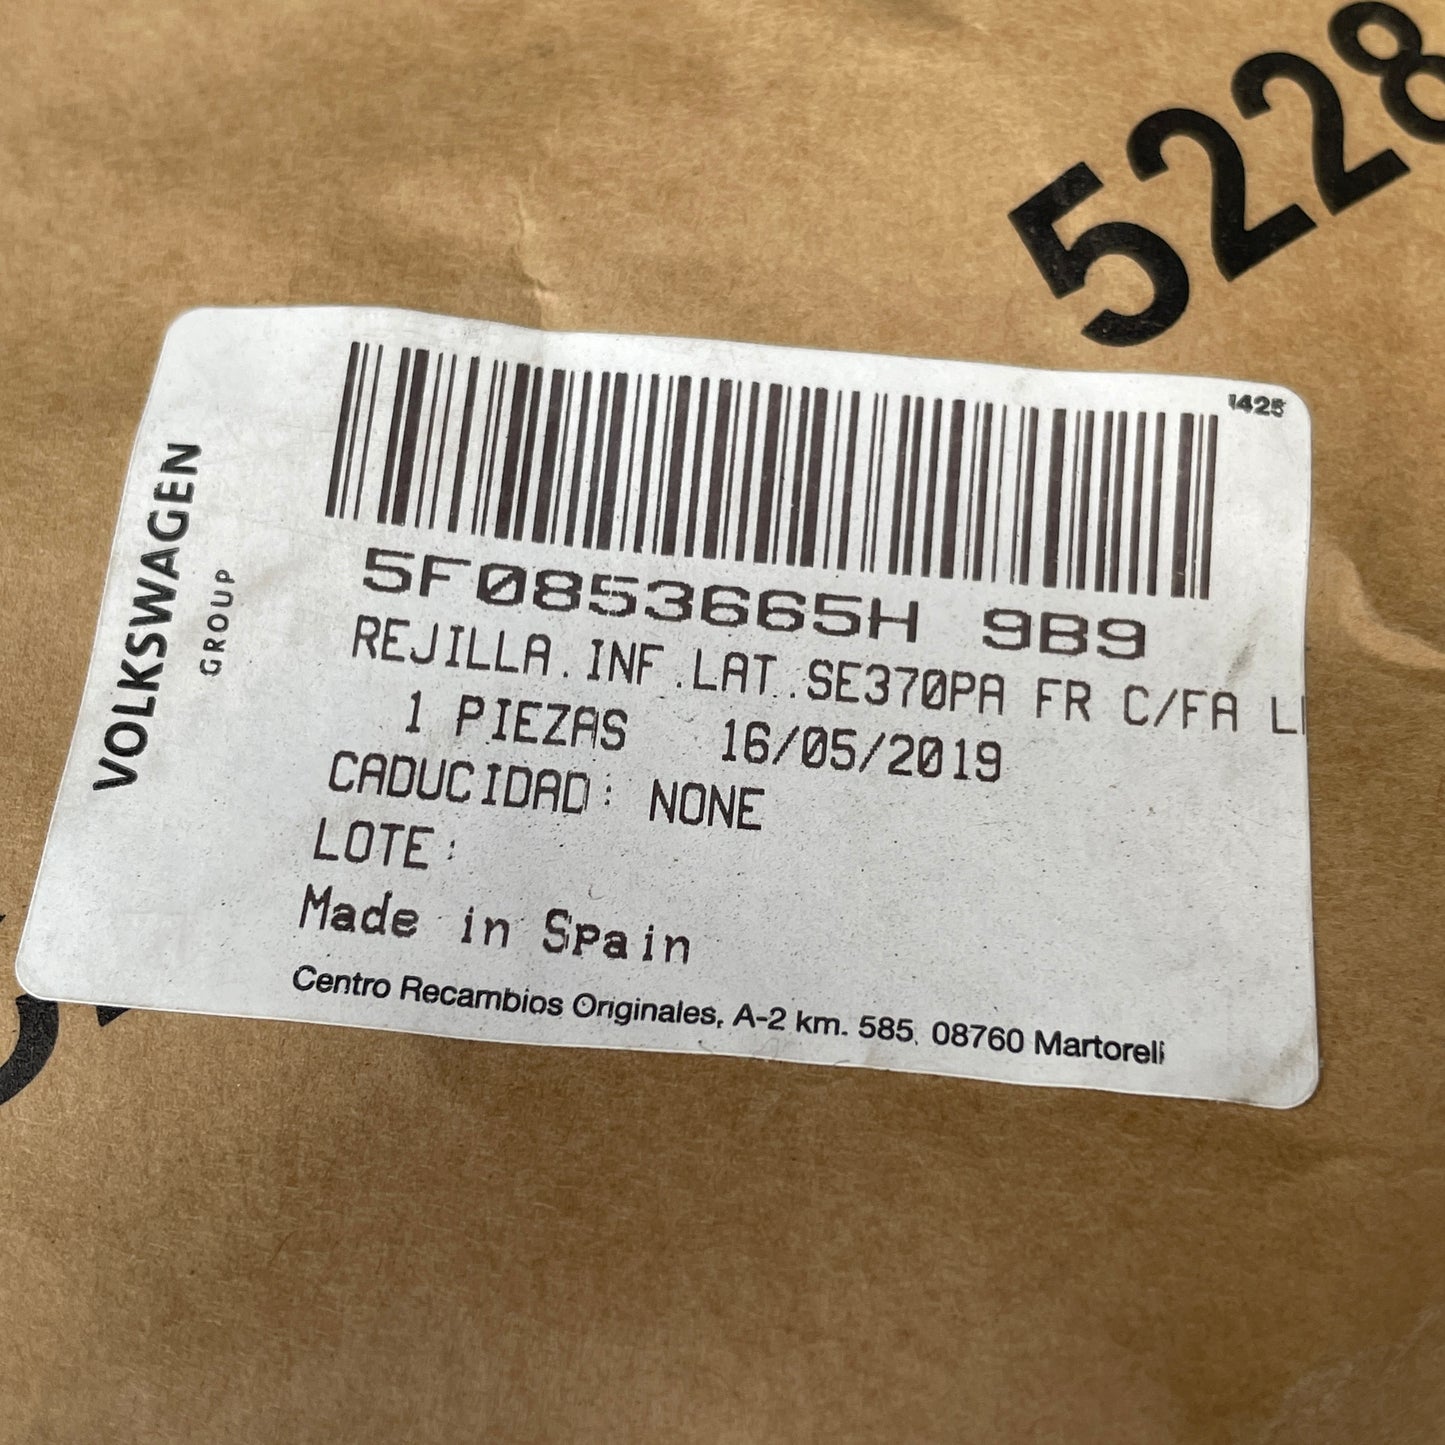 5228
1425
VOLKSWAGEN
GROUP
5F0853665H 9B9
REJILLA.INF.LAT..SE370PA FR C/FA
1 PIEZAS 16/05/2019
CADUCIDAD: NONE
LOTE:
Made in Spain
Centro Recambios Originales, A-2 km. 585, 08760 Martorell